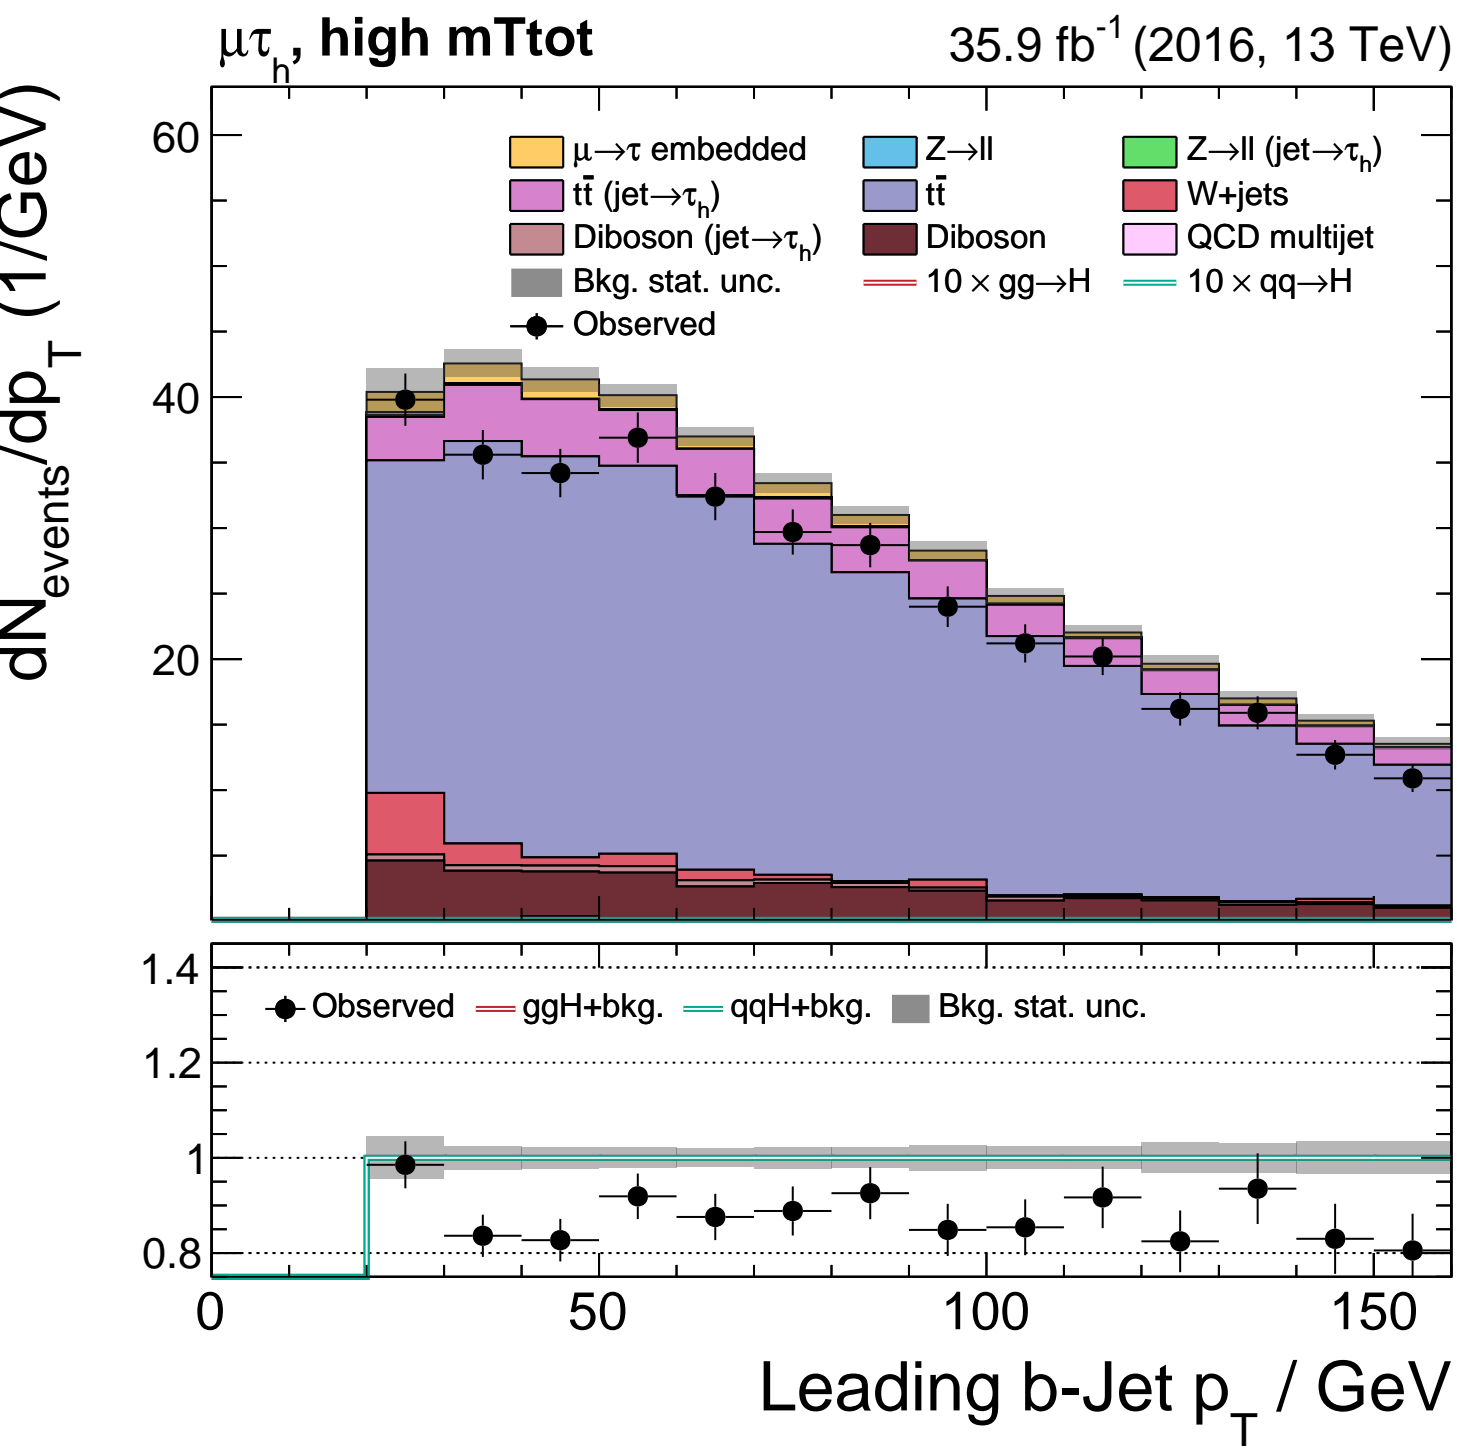 μτh, high mTtot 35.9 fb-1 (2016, 13 TeV)
dNevents/dpT (1/GeV)
60
40
20
μ→τ embedded Z→ll Z→ll (jet→τh)
tt̄ (jet→τh) tt̄ W+jets
Diboson (jet→τh) Diboson QCD multijet
Bkg. stat. unc. 10 × gg→H 10 × qq→H
Observed
1.4
1.2
1
0.8
Observed ggH+bkg. qqH+bkg. Bkg. stat. unc.
0 50 100 150
Leading b-Jet pT / GeV